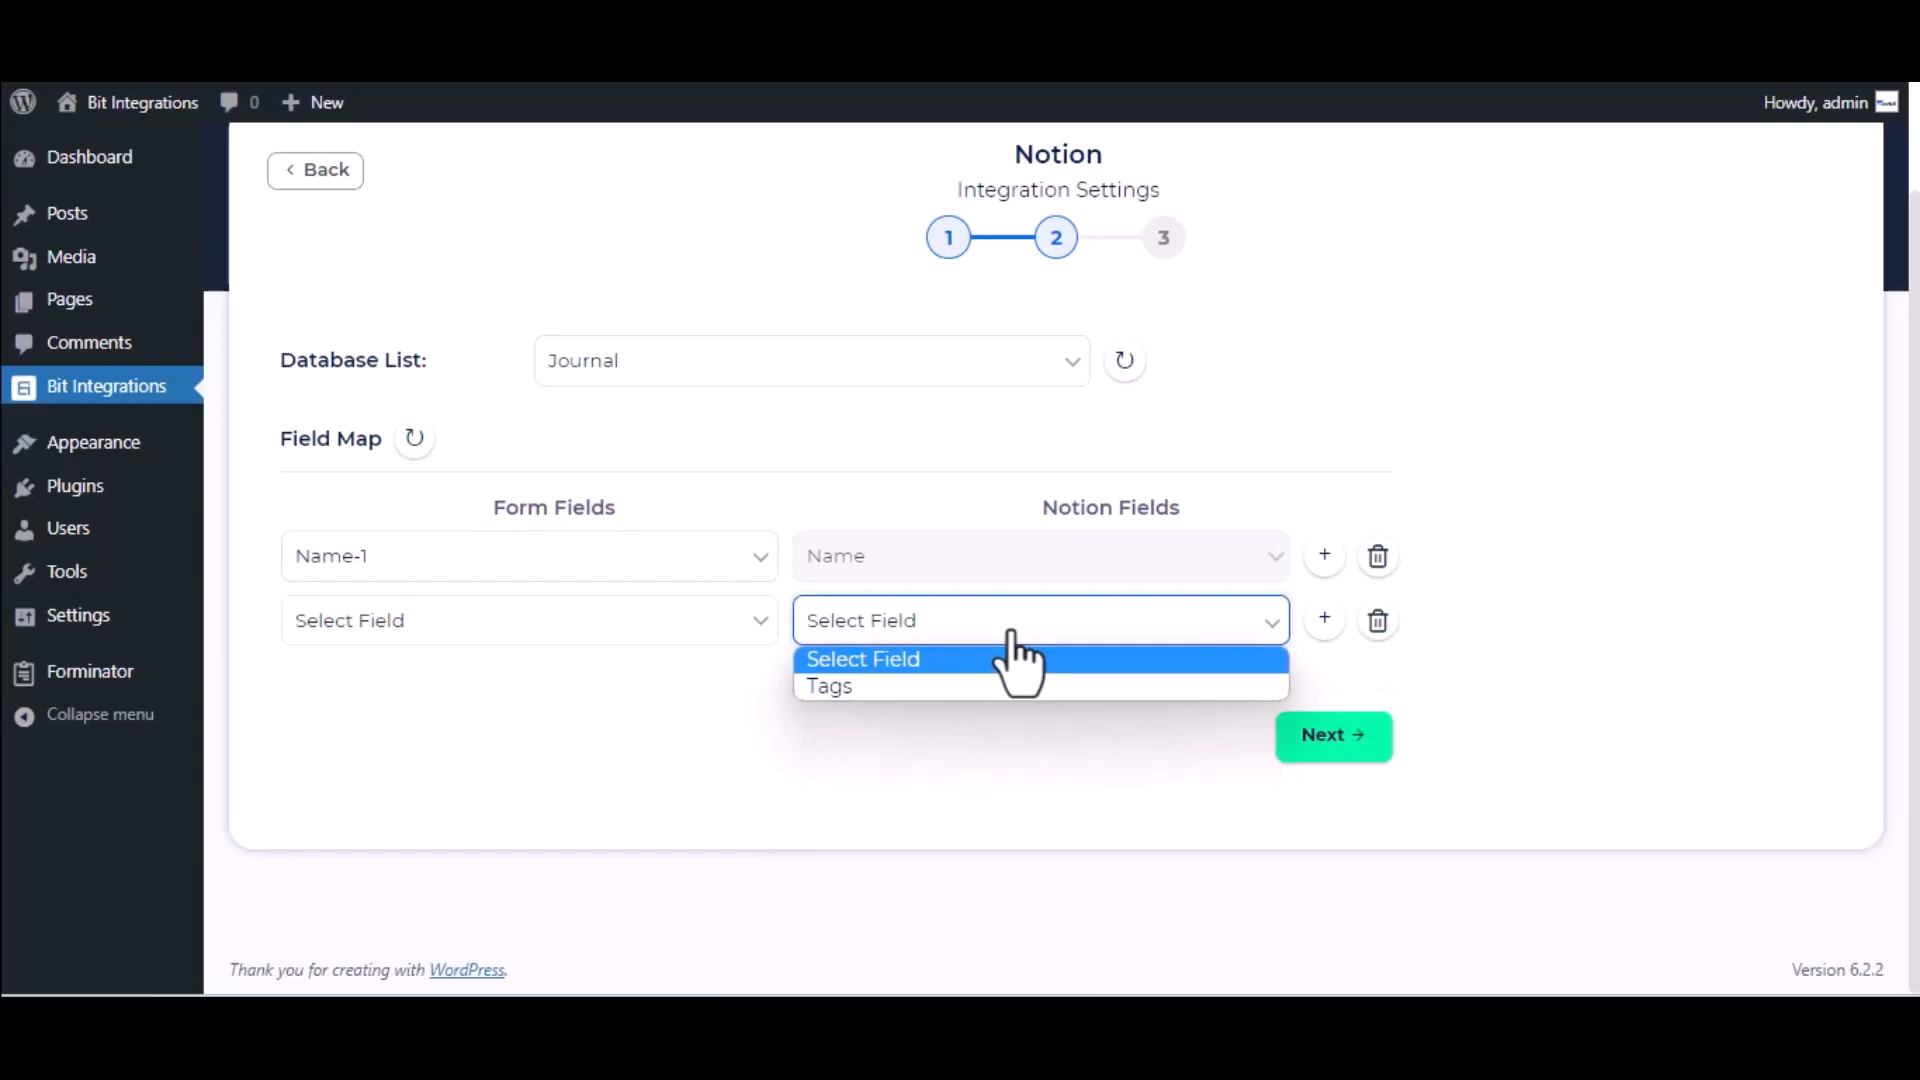 Bit Integrations 0 New Howdy, admin
Dashboard
Posts
Media
Pages
Comments
Bit Integrations
Appearance
Plugins
Users
Tools
Settings
Forminator
Collapse menu
Back
Notion
Integration Settings
1 2 3
Database List: Journal
Field Map
Form Fields Notion Fields
Name-1 Name
Select Field Select Field
Select Field
Tags
Next
Thank you for creating with WordPress. Version 6.2.2